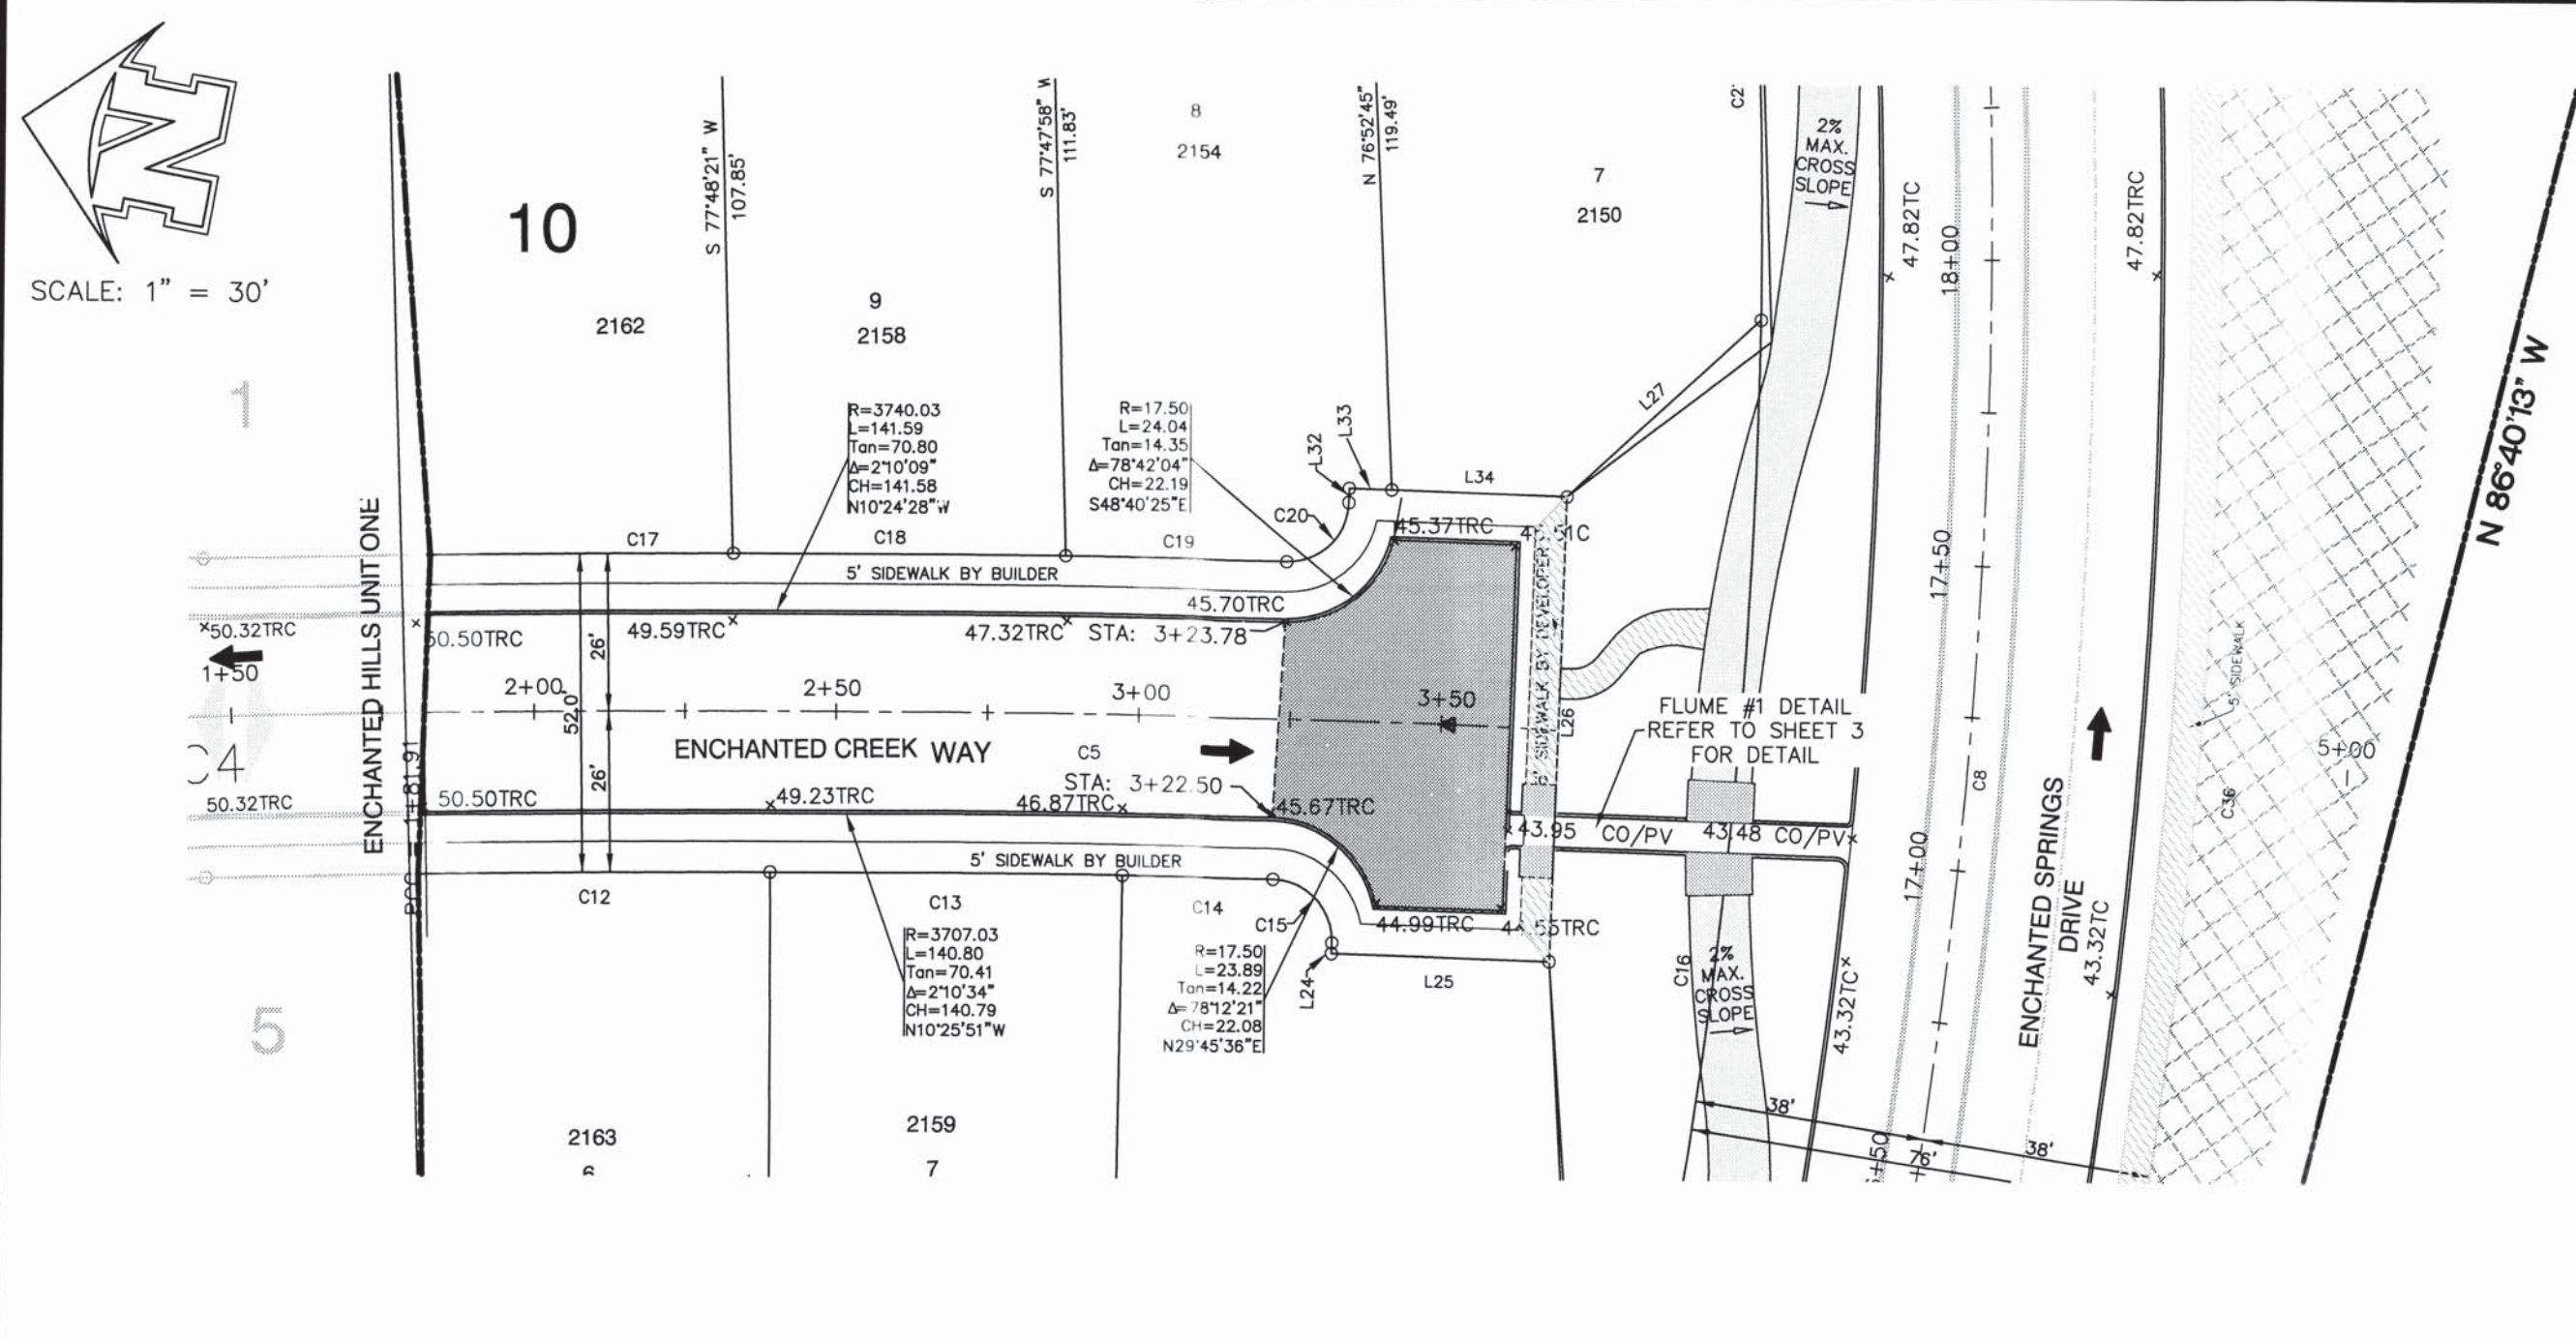 N
SCALE: 1" = 30'
1
5
10
2162
9
2158
8
2154
7
2150
S 77°48'21" W
107.85'
S 77°47'58" W
111.83'
N 76°52'45"
119.49'
R=3740.03
L=141.59
Tan=70.80
Δ=2°10'09"
CH=141.58
N10°24'28"W
R=17.50
L=24.04
Tan=14.35
Δ=78°42'04"
CH=22.19
S48°40'25"E
L32
L33
L34
L27
C20
C17
C18
C19
5' SIDEWALK BY BUILDER
45.37TRC
45.70TRC
50.32TRC
50.50TRC
49.59TRC
47.32TRC
STA: 3+23.78
1+50
2+00
2+50
3+00
3+50
52.0'
26'
26'
ENCHANTED HILLS UNIT ONE
ENCHANTED CREEK WAY
C5
C4
STA: 3+22.50
50.32TRC
50.50TRC
49.23TRC
46.87TRC
45.67TRC
1+81.91
5' SIDEWALK BY BUILDER
C12
C13
C14
C15
44.99TRC
R=3707.03
L=140.80
Tan=70.41
Δ=2°10'34"
CH=140.79
N10°25'51"W
R=17.50
L=23.89
Tan=14.22
Δ=78°12'21"
CH=22.08
N29°45'36"E
L24
L25
L26
SIDEWALK BY DEVELOPER
FLUME #1 DETAIL
REFER TO SHEET 3
FOR DETAIL
43.95
CO/PV
43.48
CO/PV
2163
2159
7
2%
MAX.
CROSS
SLOPE
C16
2%
MAX.
CROSS
SLOPE
47.82TC
18+00
47.82TRC
17+50
17+00
C8
ENCHANTED SPRINGS
DRIVE
43.32TC
43.32TC
38'
38'
76'
5' SIDEWALK
C36
5+00
N 86°40'13" W